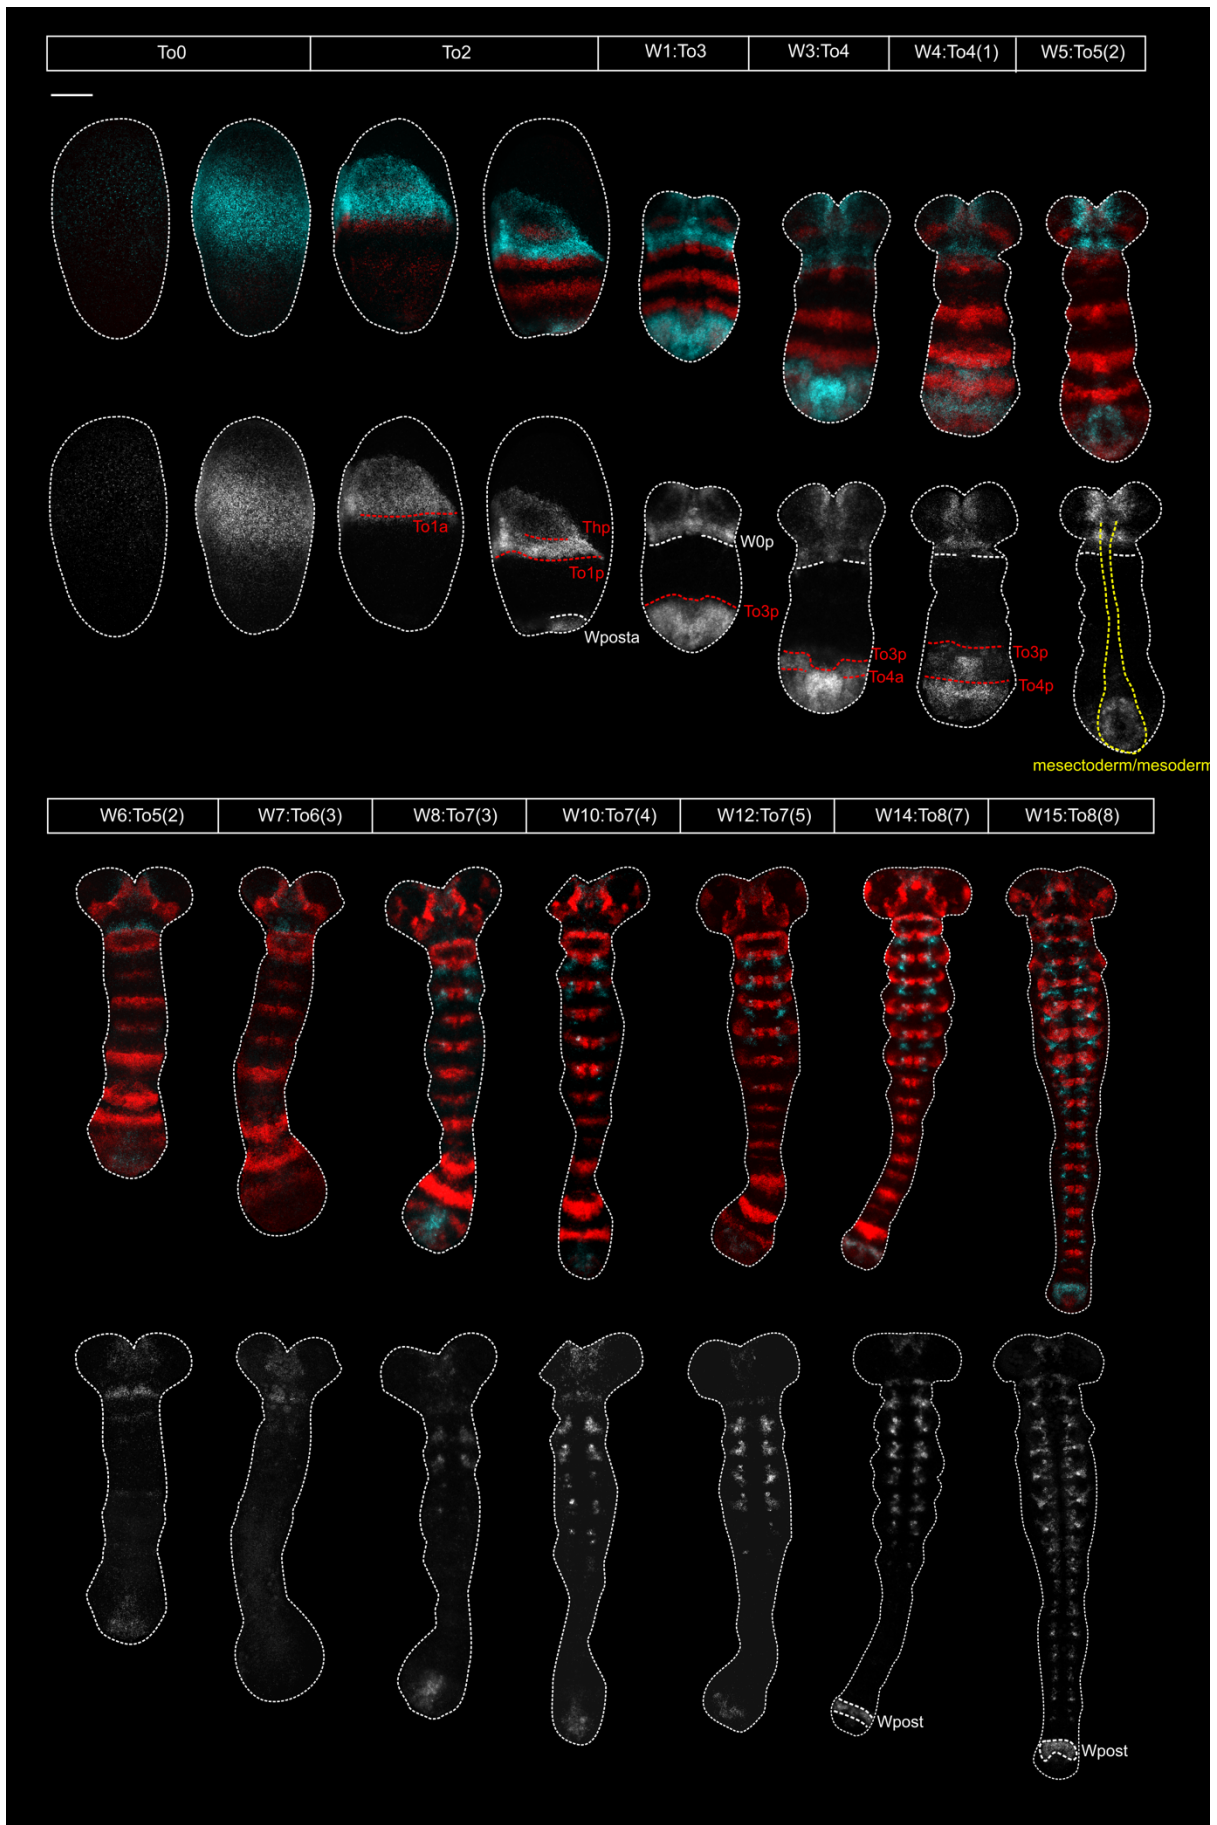 To0 To2 W1:To3 W3:To4 W4:To4(1) W5:To5(2)
To1a
Thp
To1p
Wposta
W0p
To3p
To3p
To4a
To3p
To4p
mesectoderm/mesoderm
W6:To5(2) W7:To6(3) W8:To7(3) W10:To7(4) W12:To7(5) W14:To8(7) W15:To8(8)
Wpost
Wpost